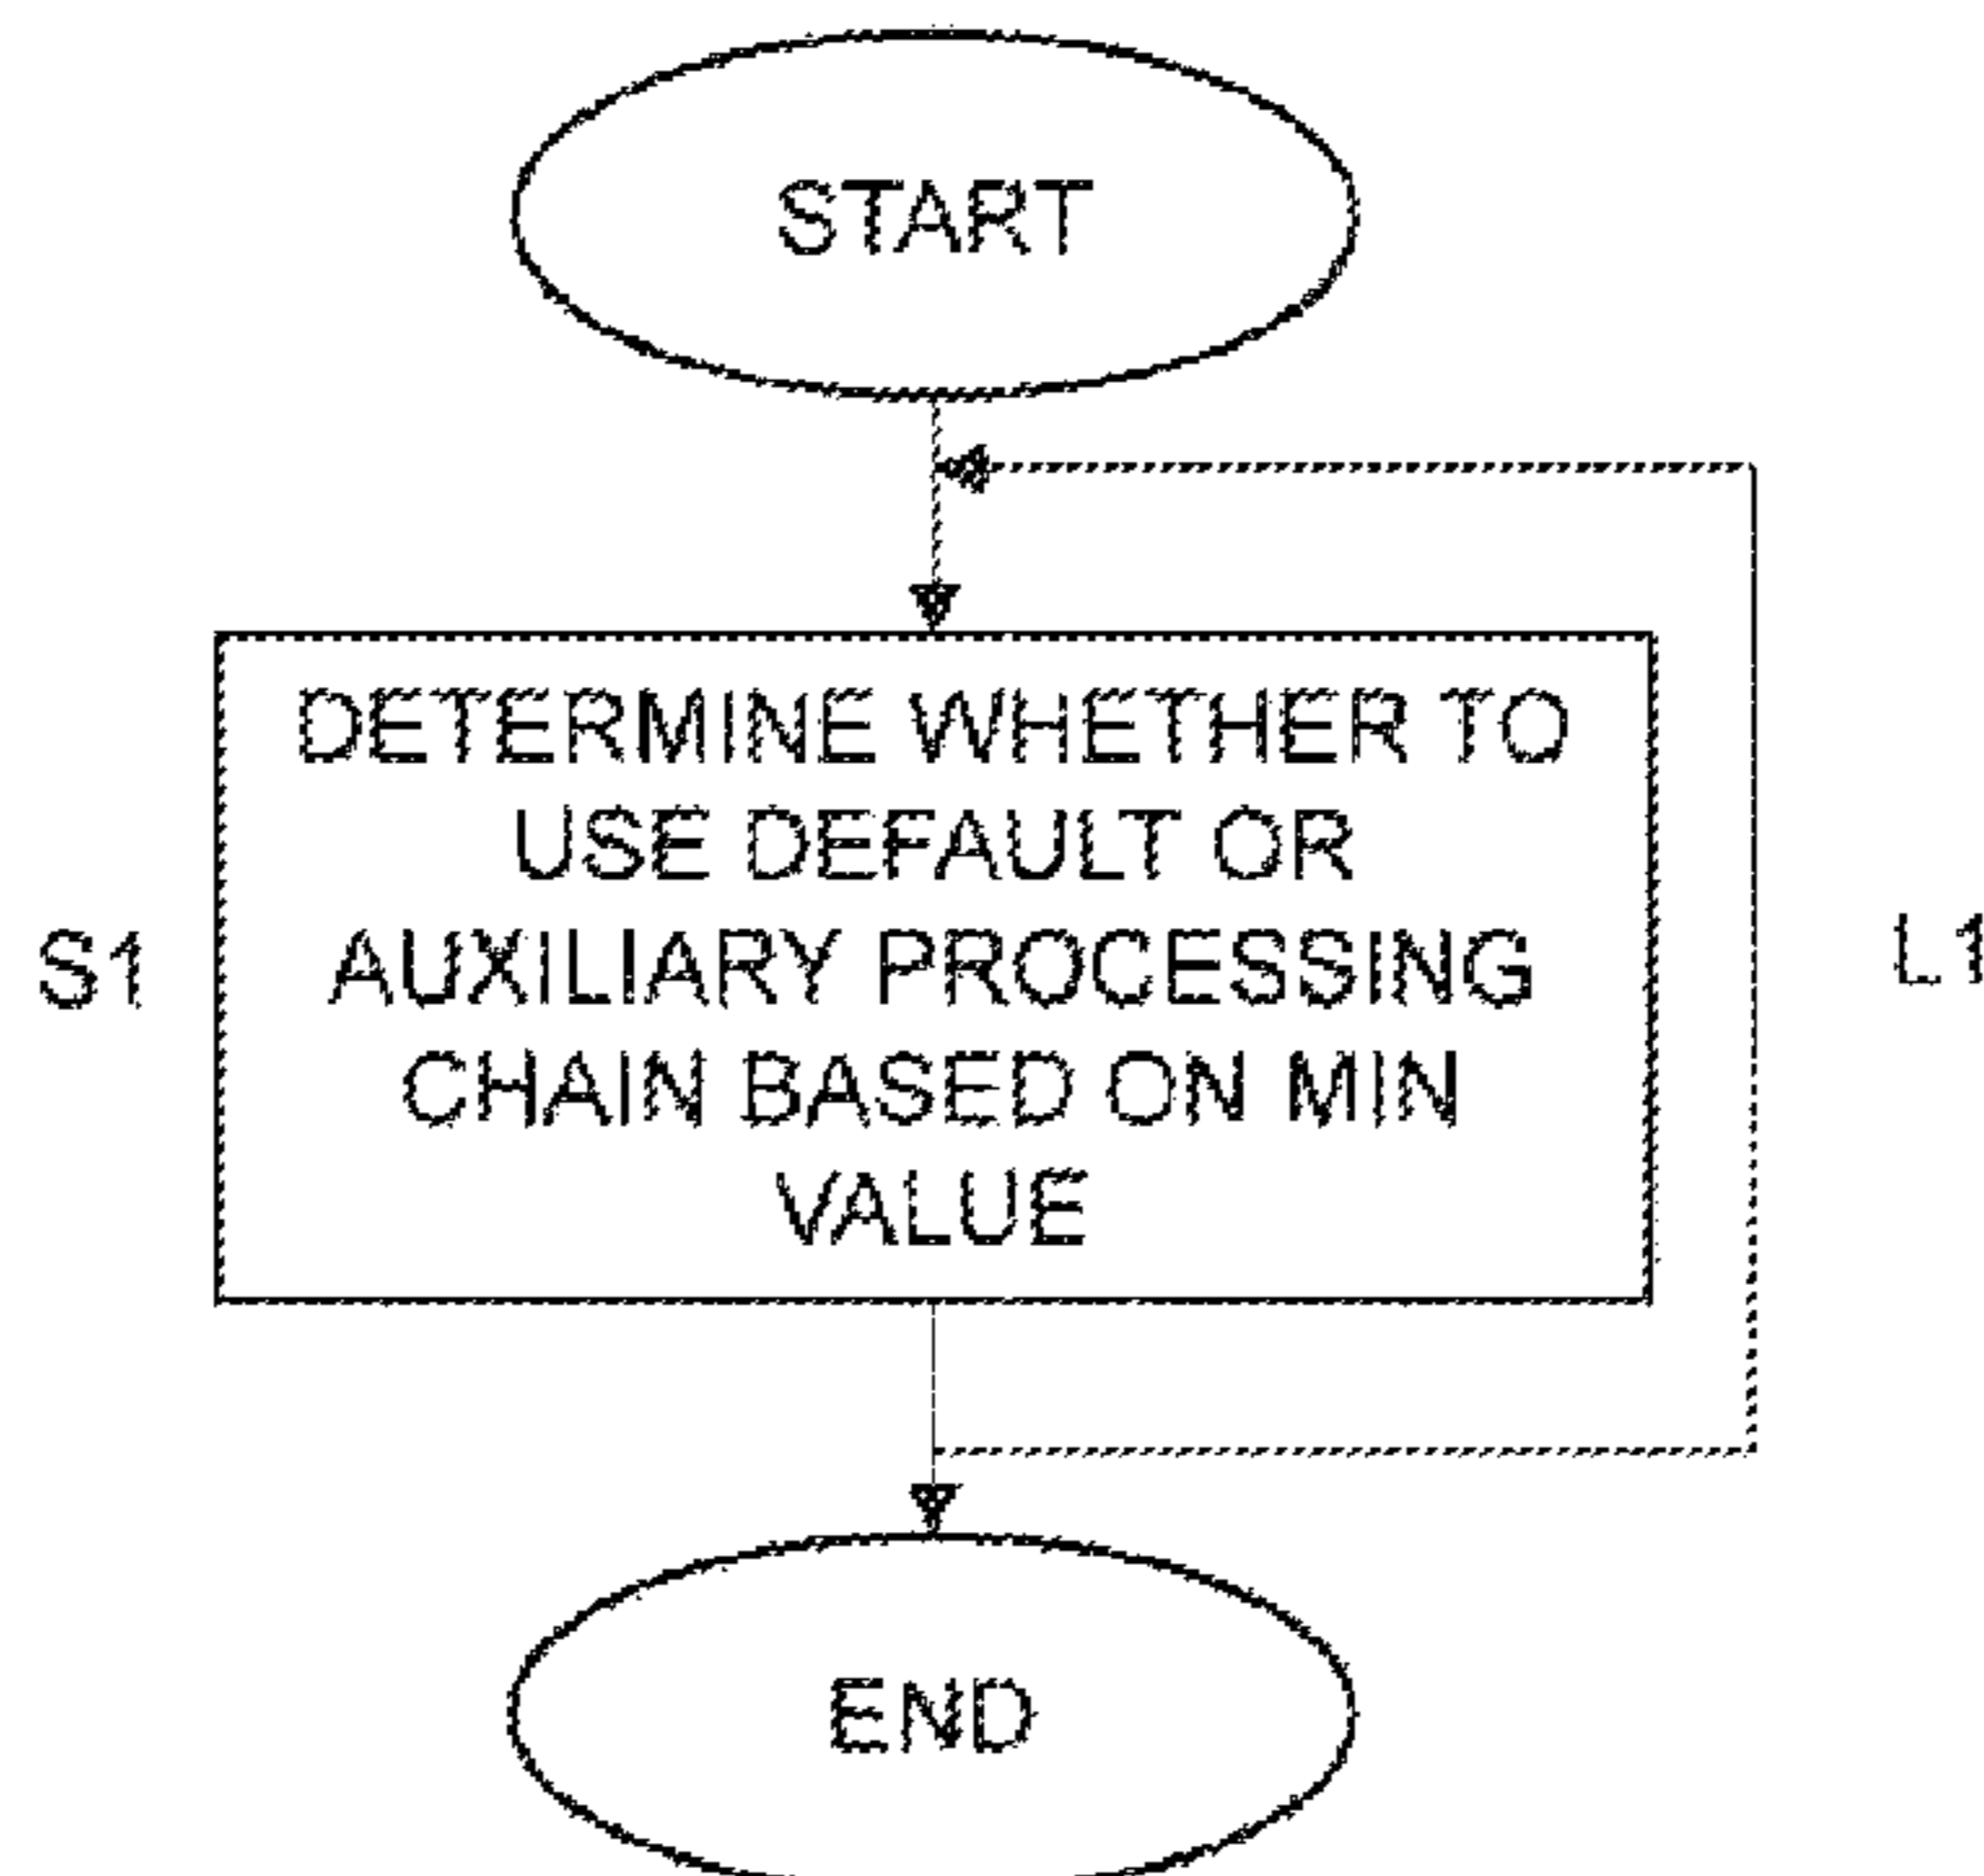 START
DETERMINE WHETHER TO
USE DEFAULT OR
AUXILIARY PROCESSING
CHAIN BASED ON MIN
VALUE
S1
L1
END